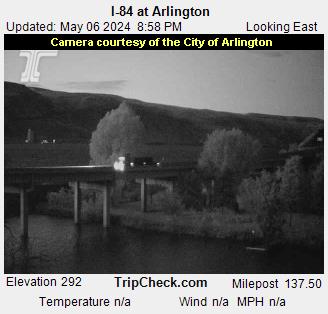 I-84 at Arlington
Updated: May 06 2024 8:58 PM Looking East
Camera courtesy of the City of Arlington
Elevation 292 TripCheck.com Milepost 137.50
Temperature n/a Wind n/a MPH n/a